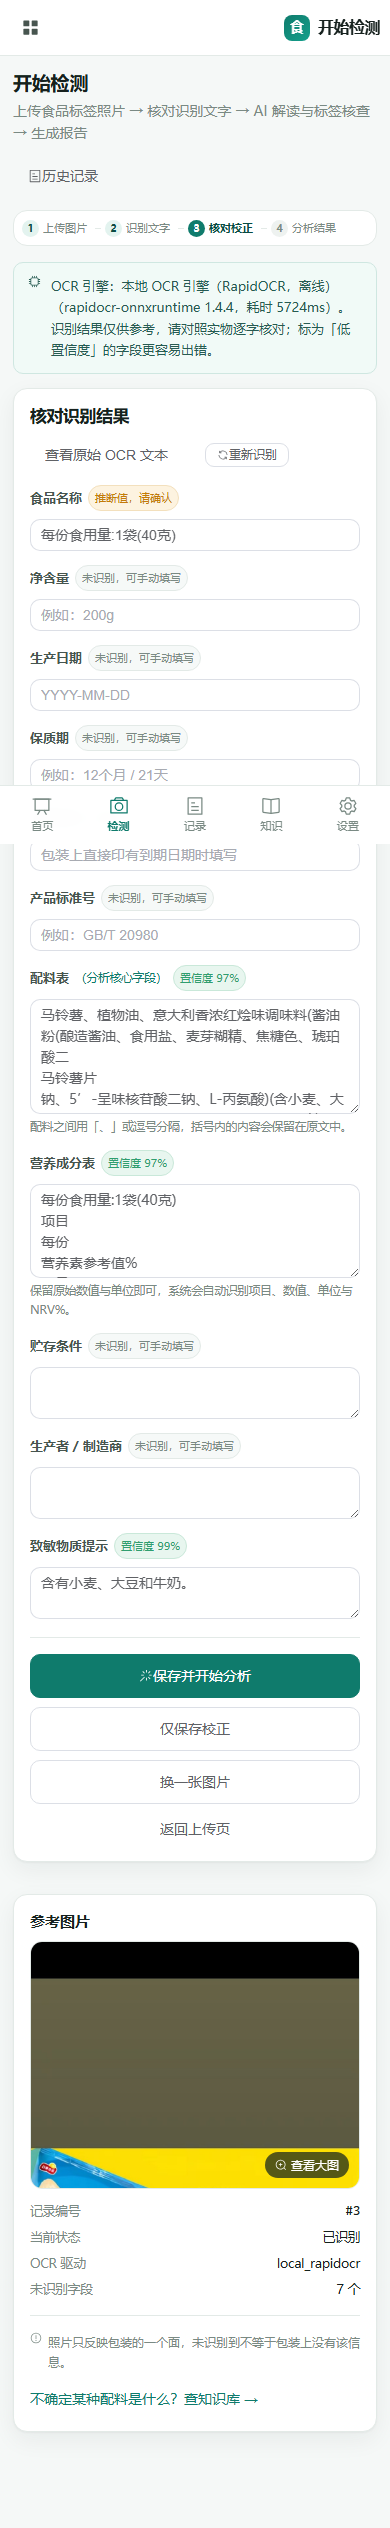 食 开始检测
开始检测
上传食品标签照片 → 核对识别文字 → AI 解读与标签核查
→ 生成报告
历史记录
1 上传图片 2 识别文字 3 核对校正 4 分析结果
OCR 引擎：本地 OCR 引擎（RapidOCR，离线）
（rapidocr-onnxruntime 1.4.4，耗时 5724ms）。
识别结果仅供参考，请对照实物逐字核对；标为「低
置信度」的字段更容易出错。
核对识别结果
查看原始 OCR 文本 重新识别
食品名称 推断值，请确认
每份食用量:1袋(40克)
净含量 未识别，可手动填写
例如：200g
生产日期 未识别，可手动填写
YYYY-MM-DD
保质期 未识别，可手动填写
例如：12个月 / 21天
首页 检测 记录 知识 设置
包装上直接印有到期日期时填写
产品标准号 未识别，可手动填写
例如：GB/T 20980
配料表 （分析核心字段） 置信度 97%
马铃薯、植物油、意大利香浓红烩味调味料(酱油
粉(酿造酱油、食用盐、麦芽糊精、焦糖色、琥珀
酸二
马铃薯片
钠、5′-呈味核苷酸二钠、L-丙氨酸)(含小麦、大
配料之间用「、」或逗号分隔，括号内的内容会保留在原文中。
营养成分表 置信度 97%
每份食用量:1袋(40克)
项目
每份
营养素参考值%
保留原始数值与单位即可，系统会自动识别项目、数值、单位与
NRV%。
贮存条件 未识别，可手动填写
生产者 / 制造商 未识别，可手动填写
致敏物质提示 置信度 99%
含有小麦、大豆和牛奶。
保存并开始分析
仅保存校正
换一张图片
返回上传页
参考图片
查看大图
记录编号 #3
当前状态 已识别
OCR 驱动 local_rapidocr
未识别字段 7 个
照片只反映包装的一个面，未识别到不等于包装上没有该信
息。
不确定某种配料是什么？查知识库 →